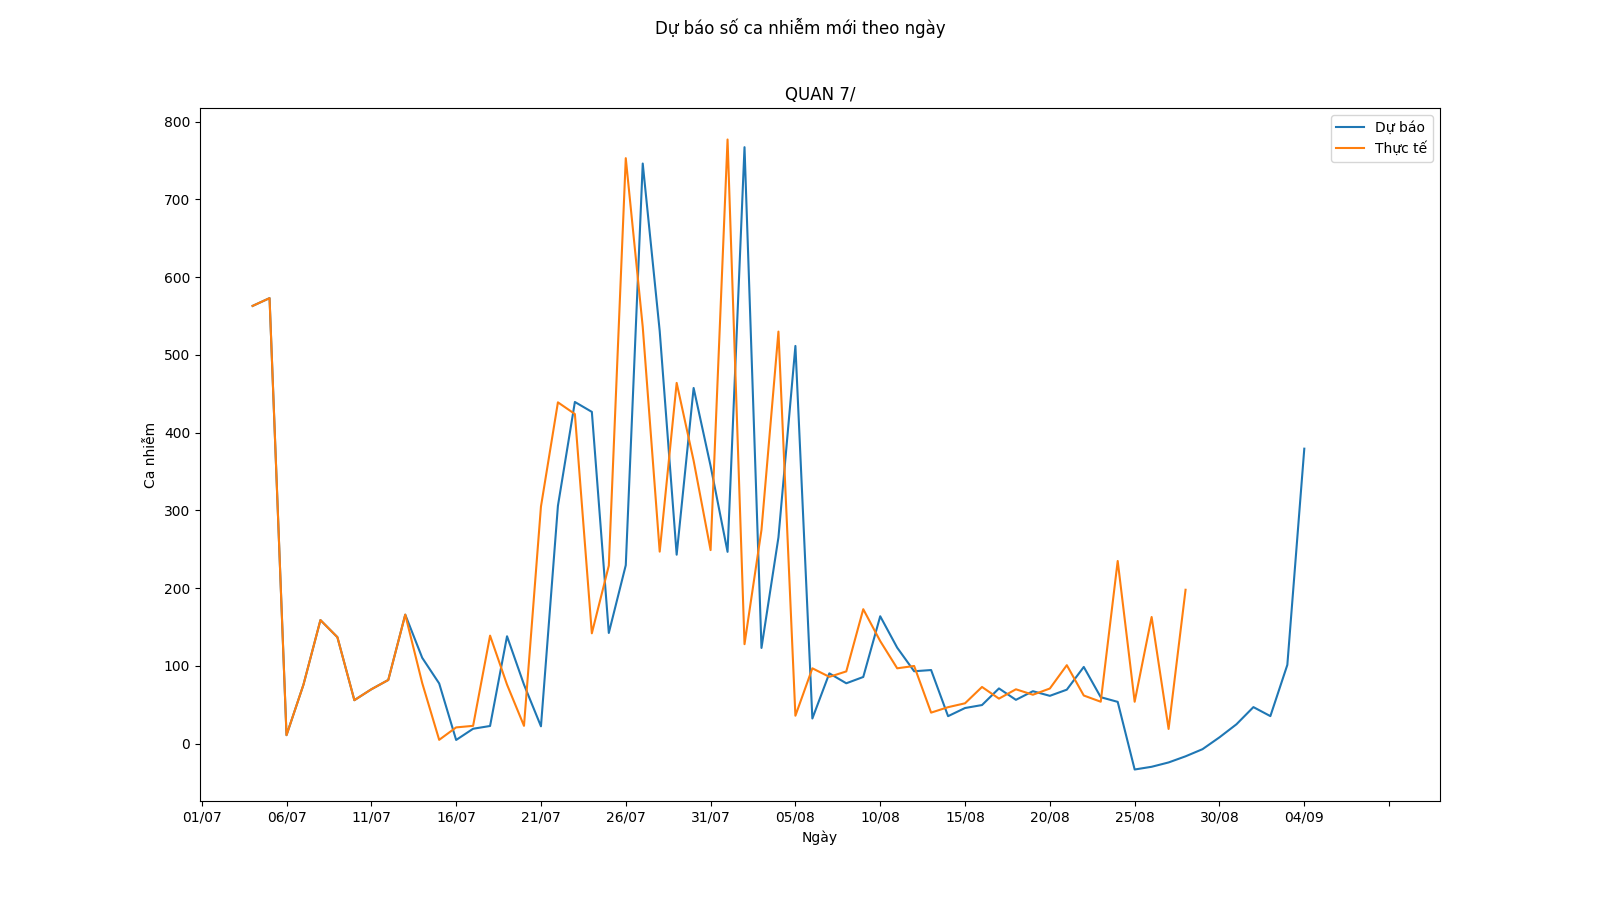 Dự báo số ca nhiễm mới theo ngày
QUAN 7/
Dự báo
Thực tế
800
700
600
500
400
300
200
100
0
Ca nhiễm
01/07 06/07 11/07 16/07 21/07 26/07 31/07 05/08 10/08 15/08 20/08 25/08 30/08 04/09
Ngày